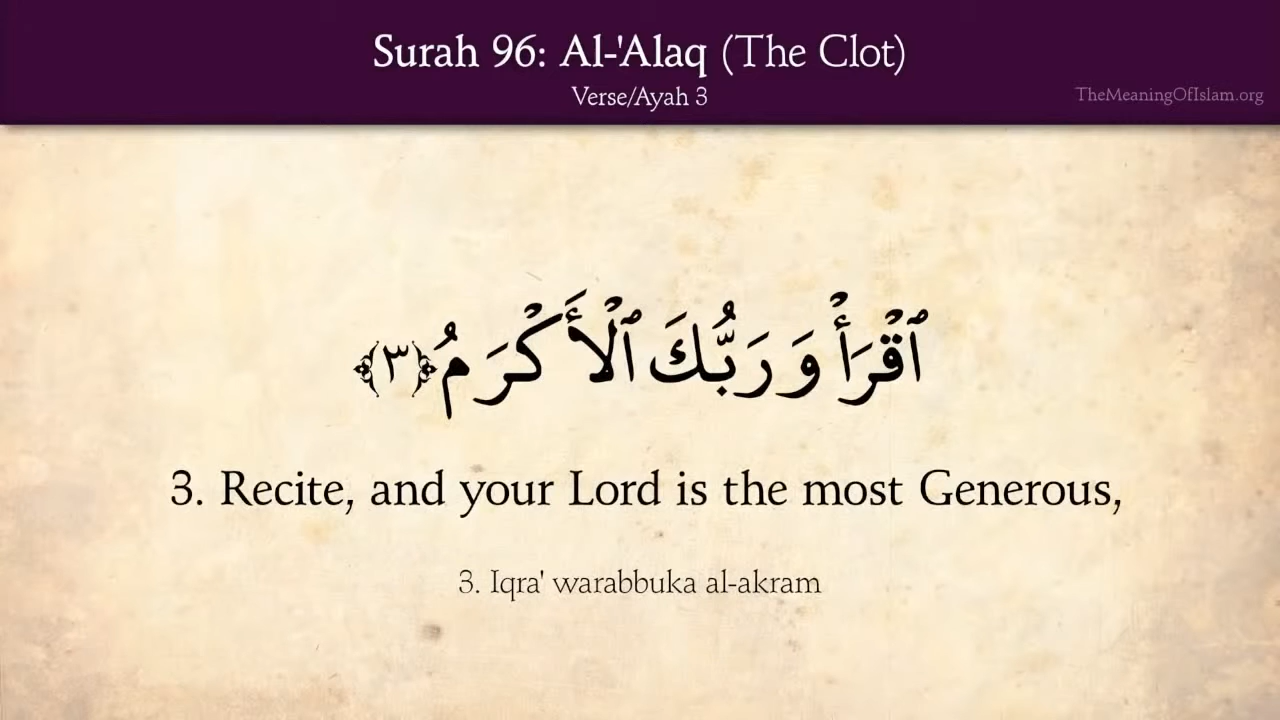 Surah 96: Al-'Alaq (The Clot)
Verse/Ayah 3
TheMeaningOfIslam.org
ٱقْرَأْ وَرَبُّكَ ٱلْأَكْرَمُ ﴿٣﴾
3. Recite, and your Lord is the most Generous,
3. Iqra' warabbuka al-akram